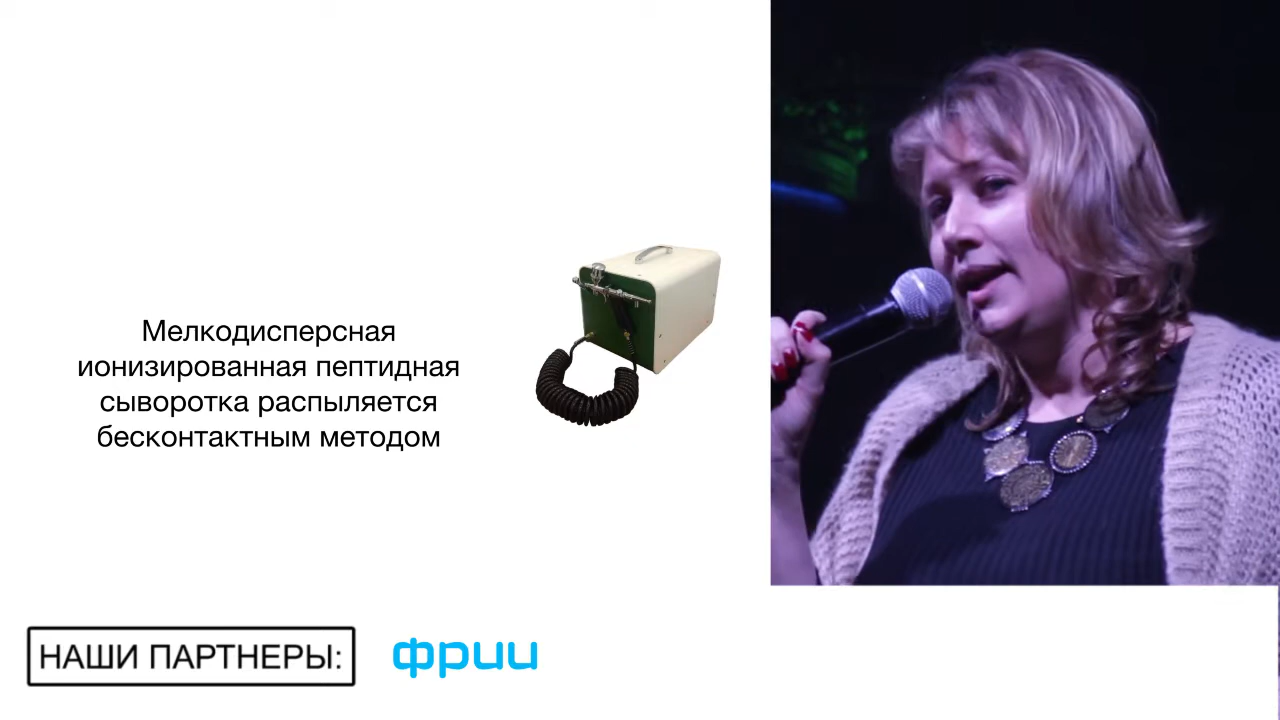 Мелкодисперсная
ионизированная пептидная
сыворотка распыляется
бесконтактным методом
НАШИ ПАРТНЕРЫ:
фрии